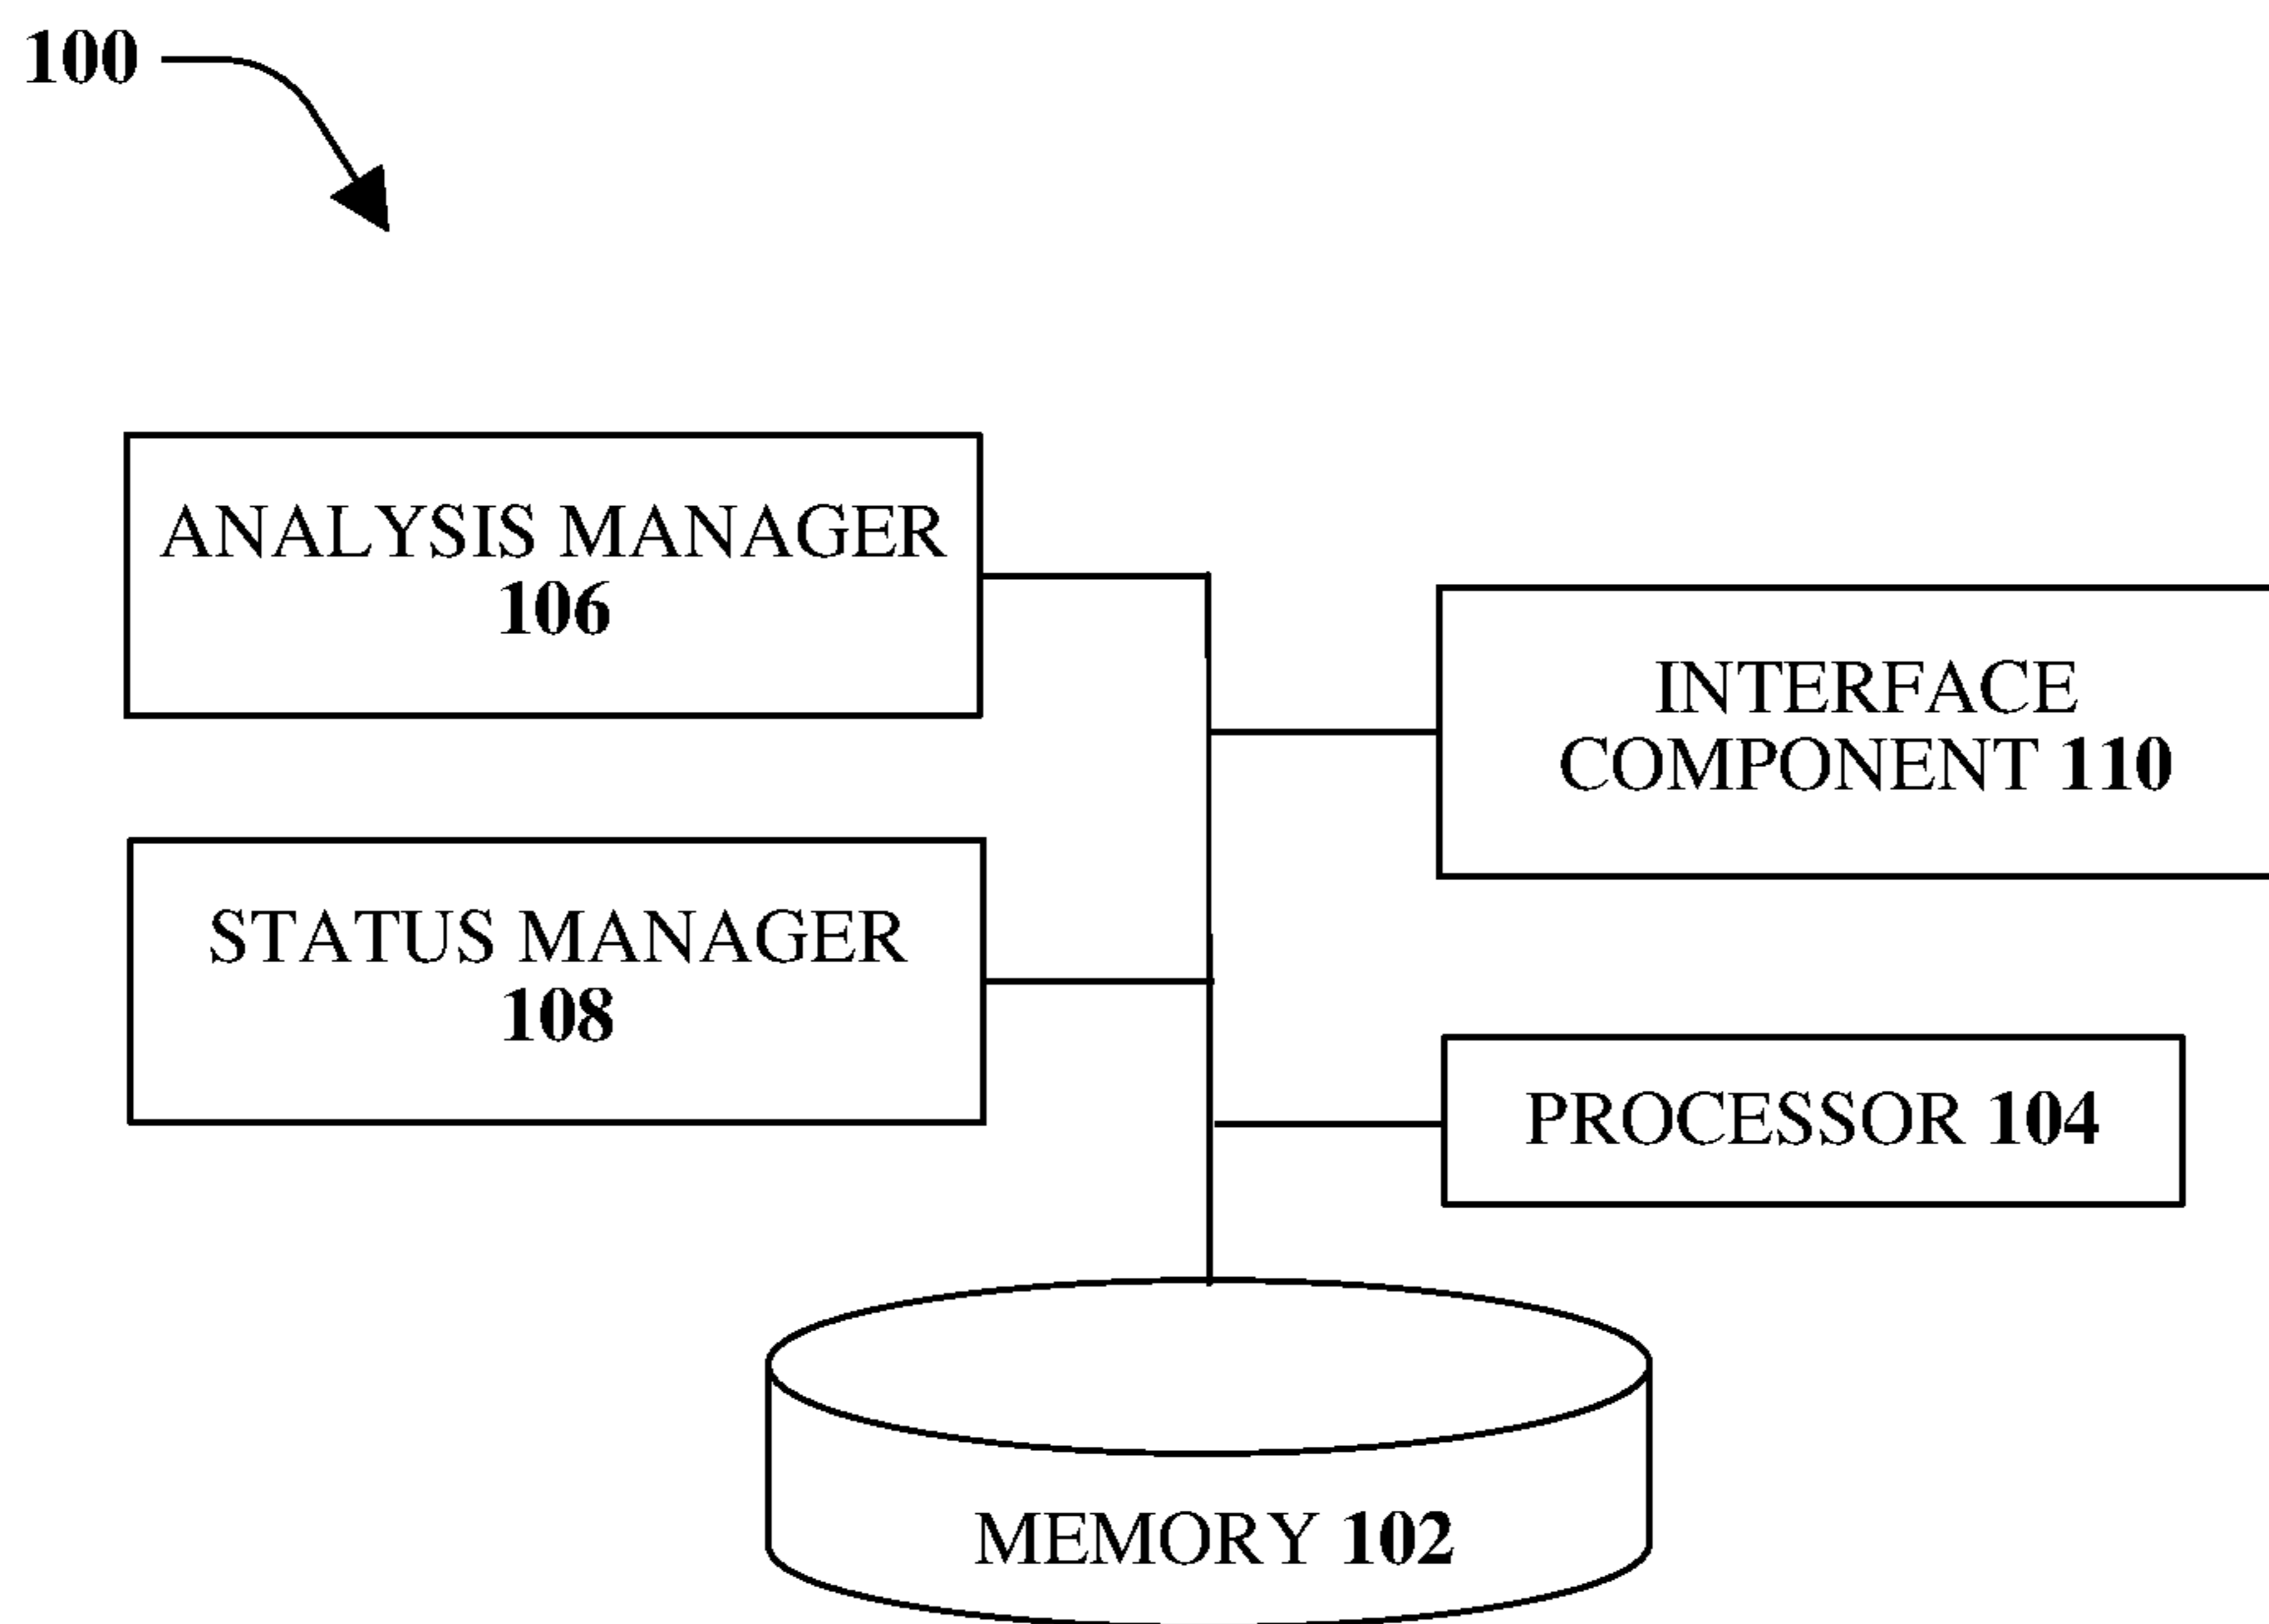 100
ANALYSIS MANAGER
106
INTERFACE
COMPONENT 110
STATUS MANAGER
108
PROCESSOR 104
MEMORY 102